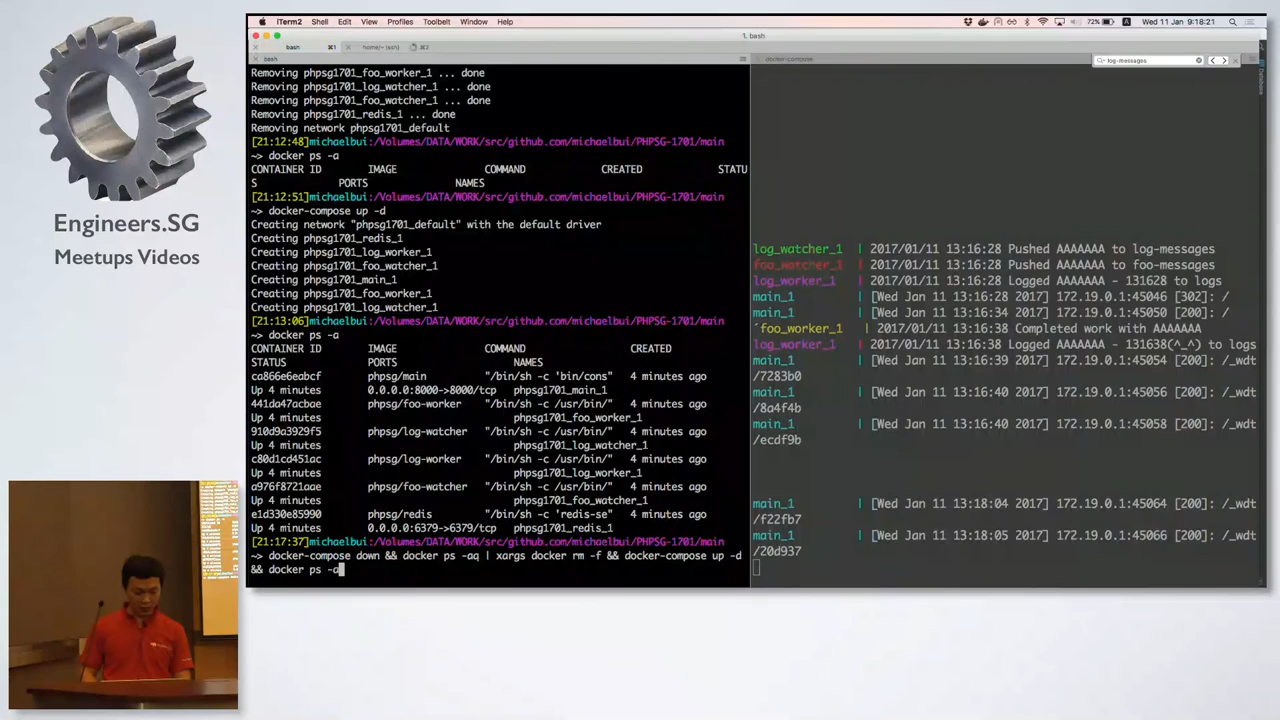 iTerm2 Shell Edit View Profiles Toolbelt Window Help 72% Wed 11 Jan 9:18:21
1. bash
bash ⌘1 home/~ (ssh) ⌘2
bash
docker-compose
log-messages
Database
Removing phpsg1701_foo_worker_1 ... done
Removing phpsg1701_log_watcher_1 ... done
Removing phpsg1701_foo_watcher_1 ... done
Removing phpsg1701_redis_1 ... done
Removing network phpsg1701_default
[21:12:48]michaelbui:/Volumes/DATA/WORK/src/github.com/michaelbui/PHPSG-1701/main
~> docker ps -a
CONTAINER ID IMAGE COMMAND CREATED STATU
S PORTS NAMES
[21:12:51]michaelbui:/Volumes/DATA/WORK/src/github.com/michaelbui/PHPSG-1701/main
~> docker-compose up -d
Creating network "phpsg1701_default" with the default driver
Creating phpsg1701_redis_1
Creating phpsg1701_log_worker_1
Creating phpsg1701_foo_watcher_1
Creating phpsg1701_main_1
Creating phpsg1701_foo_worker_1
Creating phpsg1701_log_watcher_1
[21:13:06]michaelbui:/Volumes/DATA/WORK/src/github.com/michaelbui/PHPSG-1701/main
~> docker ps -a
CONTAINER ID IMAGE COMMAND CREATED
STATUS PORTS NAMES
ca866e6eabcf phpsg/main "/bin/sh -c 'bin/cons" 4 minutes ago
Up 4 minutes 0.0.0.0:8000->8000/tcp phpsg1701_main_1
441da47acbae phpsg/foo-worker "/bin/sh -c /usr/bin/" 4 minutes ago
Up 4 minutes phpsg1701_foo_worker_1
910d9a3929f5 phpsg/log-watcher "/bin/sh -c /usr/bin/" 4 minutes ago
Up 4 minutes phpsg1701_log_watcher_1
c80d1cd451ac phpsg/log-worker "/bin/sh -c /usr/bin/" 4 minutes ago
Up 4 minutes phpsg1701_log_worker_1
a976f8721aae phpsg/foo-watcher "/bin/sh -c /usr/bin/" 4 minutes ago
Up 4 minutes phpsg1701_foo_watcher_1
e1d330e85990 phpsg/redis "/bin/sh -c 'redis-se" 4 minutes ago
Up 4 minutes 0.0.0.0:6379->6379/tcp phpsg1701_redis_1
[21:17:37]michaelbui:/Volumes/DATA/WORK/src/github.com/michaelbui/PHPSG-1701/main
~> docker-compose down && docker ps -aq | xargs docker rm -f && docker-compose up -d
&& docker ps -a
log_watcher_1 | 2017/01/11 13:16:28 Pushed AAAAAAA to log-messages
foo_watcher_1 | 2017/01/11 13:16:28 Pushed AAAAAAA to foo-messages
log_worker_1 | 2017/01/11 13:16:28 Logged AAAAAAA - 131628 to logs
main_1 | [Wed Jan 11 13:16:28 2017] 172.19.0.1:45046 [302]: /
main_1 | [Wed Jan 11 13:16:34 2017] 172.19.0.1:45050 [200]: /
`foo_worker_1 | 2017/01/11 13:16:38 Completed work with AAAAAAA
log_worker_1 | 2017/01/11 13:16:38 Logged AAAAAAA - 131638(^_^) to logs
main_1 | [Wed Jan 11 13:16:39 2017] 172.19.0.1:45054 [200]: /_wdt
/7283b0
main_1 | [Wed Jan 11 13:16:40 2017] 172.19.0.1:45056 [200]: /_wdt
/8a4f4b
main_1 | [Wed Jan 11 13:16:40 2017] 172.19.0.1:45058 [200]: /_wdt
/ecdf9b
main_1 | [Wed Jan 11 13:18:04 2017] 172.19.0.1:45064 [200]: /_wdt
/f22fb7
main_1 | [Wed Jan 11 13:18:05 2017] 172.19.0.1:45066 [200]: /_wdt
/20d937
Engineers.SG
Meetups Videos